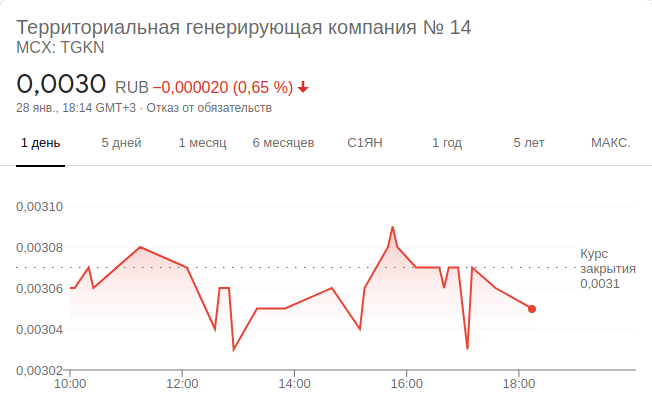 Территориальная генерирующая компания № 14
MCX: TGKN
0,0030 RUB −0,000020 (0,65 %)
28 янв., 18:14 GMT+3 · Отказ от обязательств
1 день 5 дней 1 месяц 6 месяцев С1ЯН 1 год 5 лет МАКС.
0,00310
0,00308
Курс
закрытия
0,0031
0,00306
0,00304
0,00302
10:00 12:00 14:00 16:00 18:00